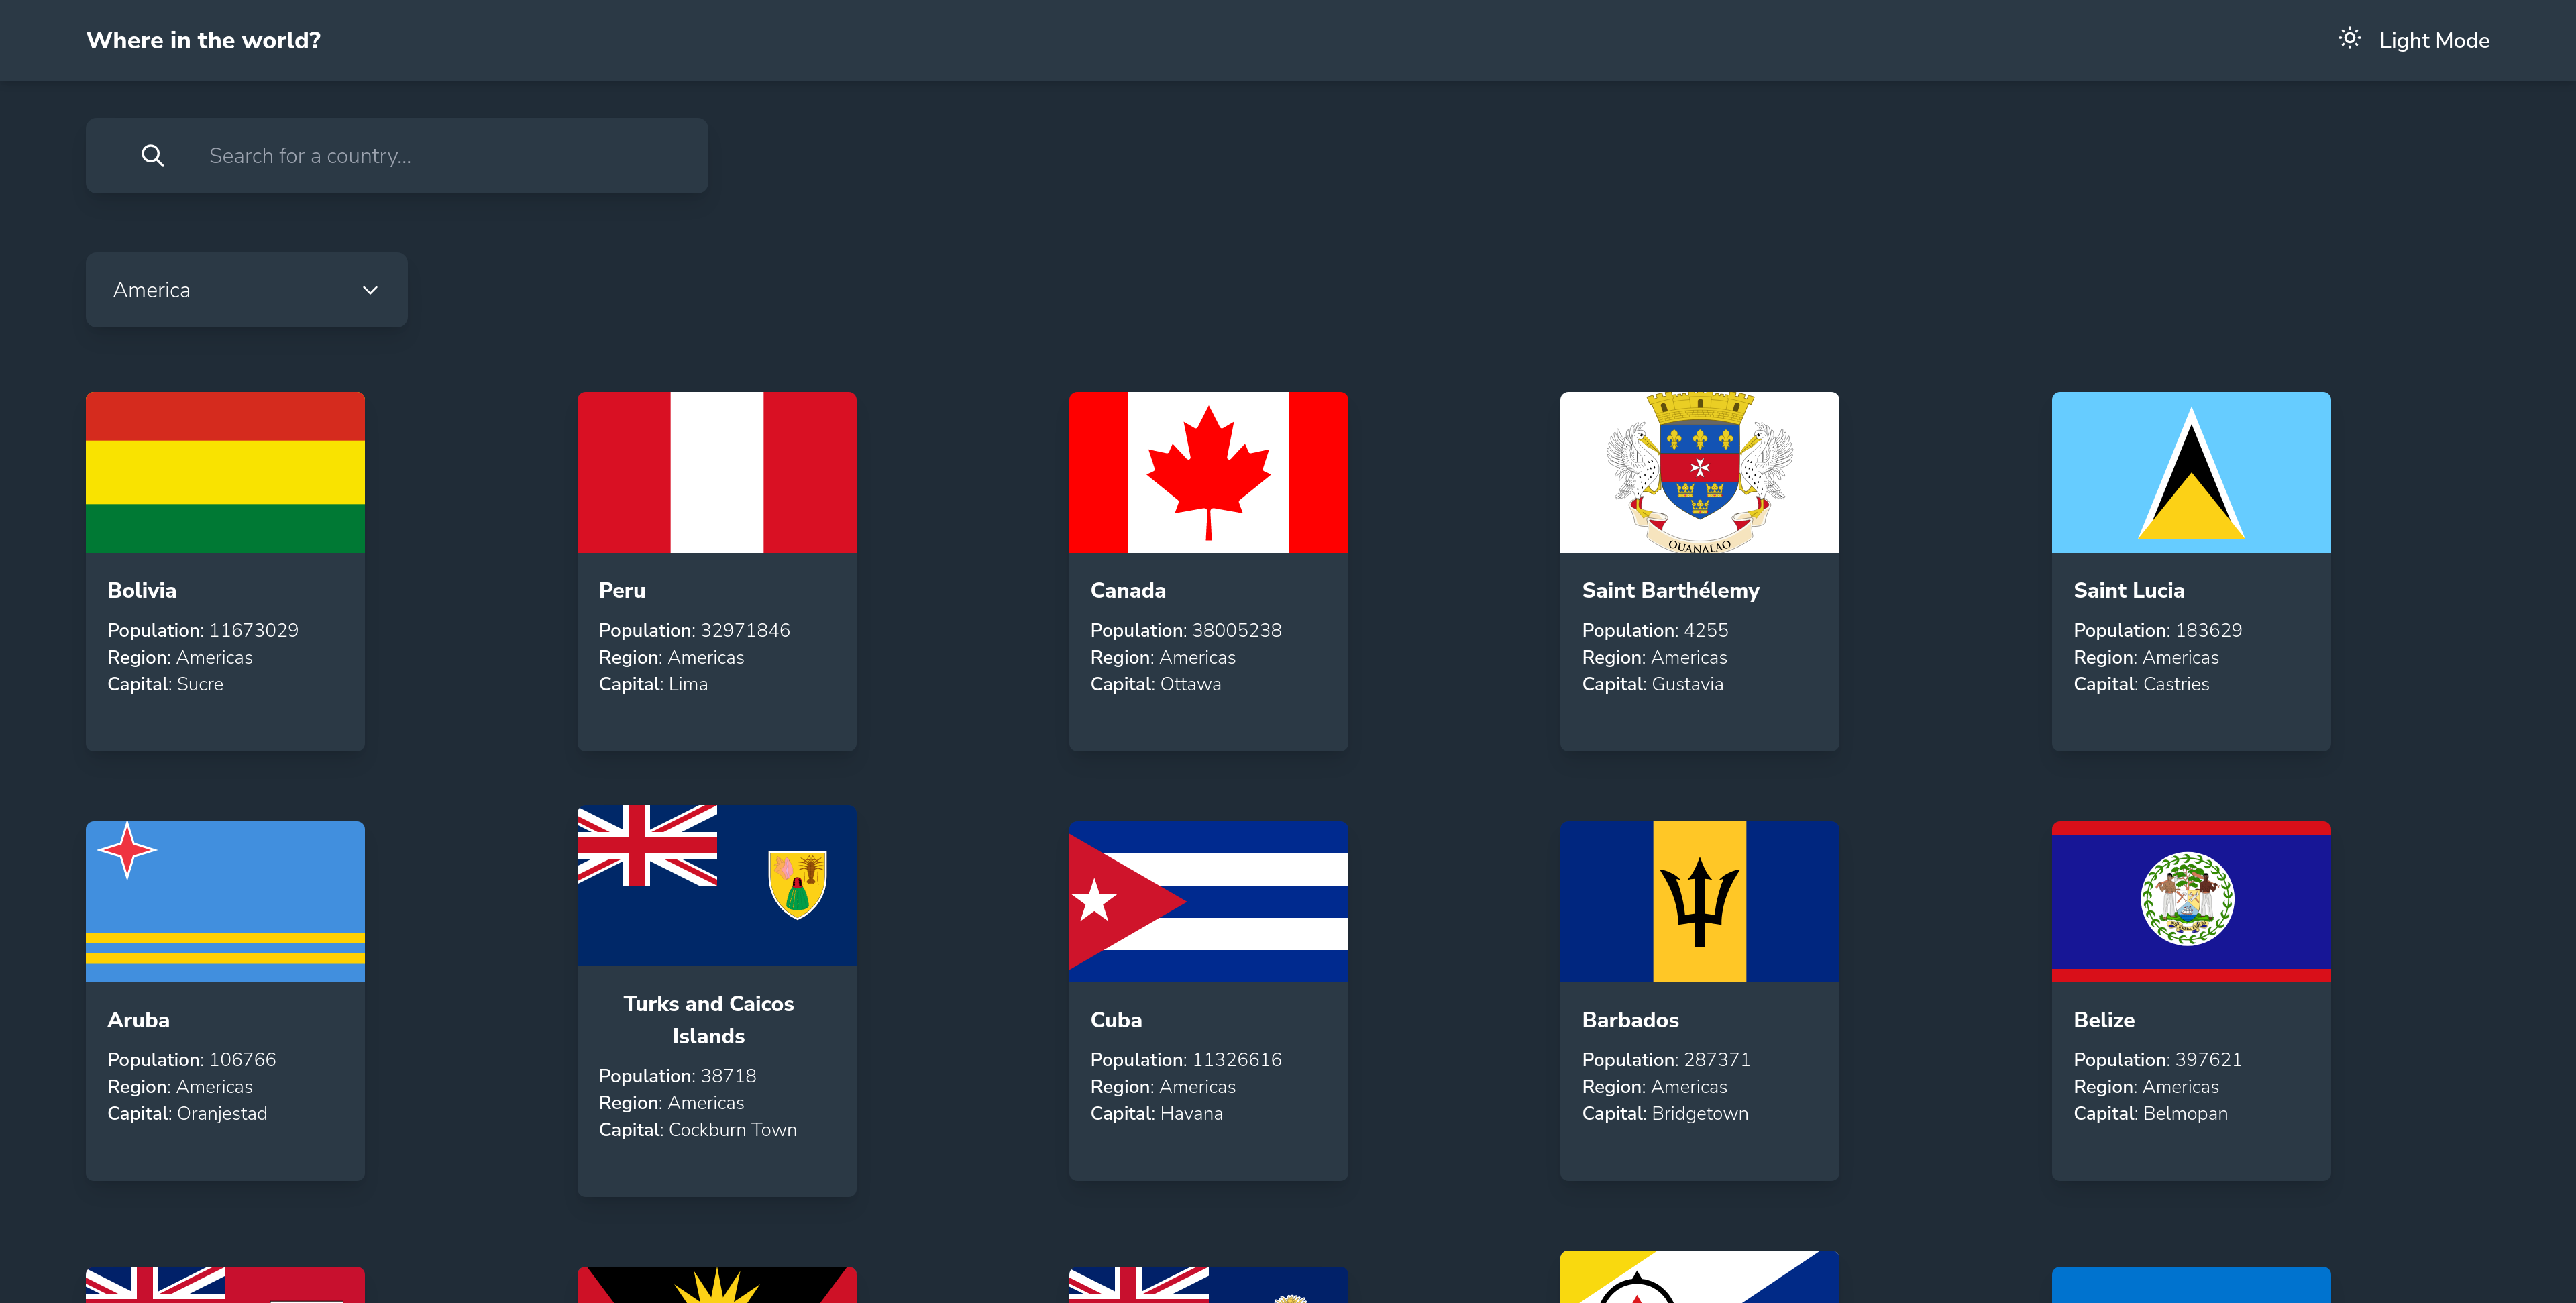 Where in the world?
Light Mode
Search for a country...
America
OUANALAO
Bolivia
Population: 11673029
Region: Americas
Capital: Sucre
Peru
Population: 32971846
Region: Americas
Capital: Lima
Canada
Population: 38005238
Region: Americas
Capital: Ottawa
Saint Barthélemy
Population: 4255
Region: Americas
Capital: Gustavia
Saint Lucia
Population: 183629
Region: Americas
Capital: Castries
Aruba
Population: 106766
Region: Americas
Capital: Oranjestad
Turks and Caicos
Islands
Population: 38718
Region: Americas
Capital: Cockburn Town
Cuba
Population: 11326616
Region: Americas
Capital: Havana
Barbados
Population: 287371
Region: Americas
Capital: Bridgetown
Belize
Population: 397621
Region: Americas
Capital: Belmopan